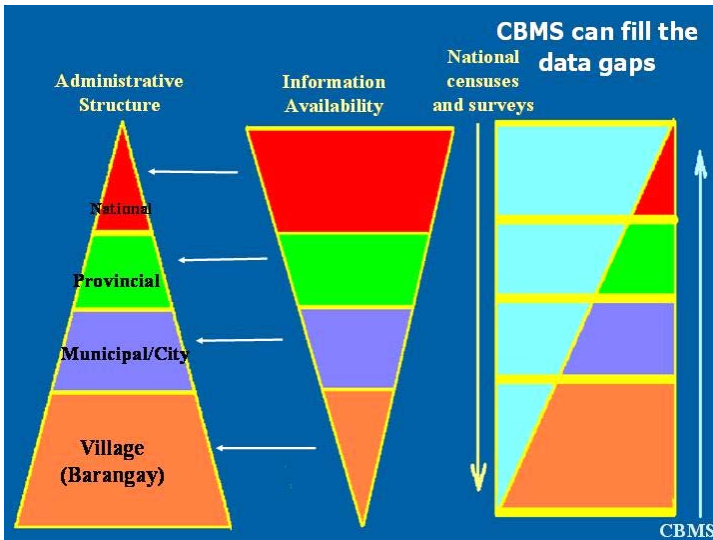 CBMS can fill the
data gaps
Administrative
Structure
Information
Availability
National
censuses
and surveys
National
Provincial
Municipal/City
Village
(Barangay)
CBMS